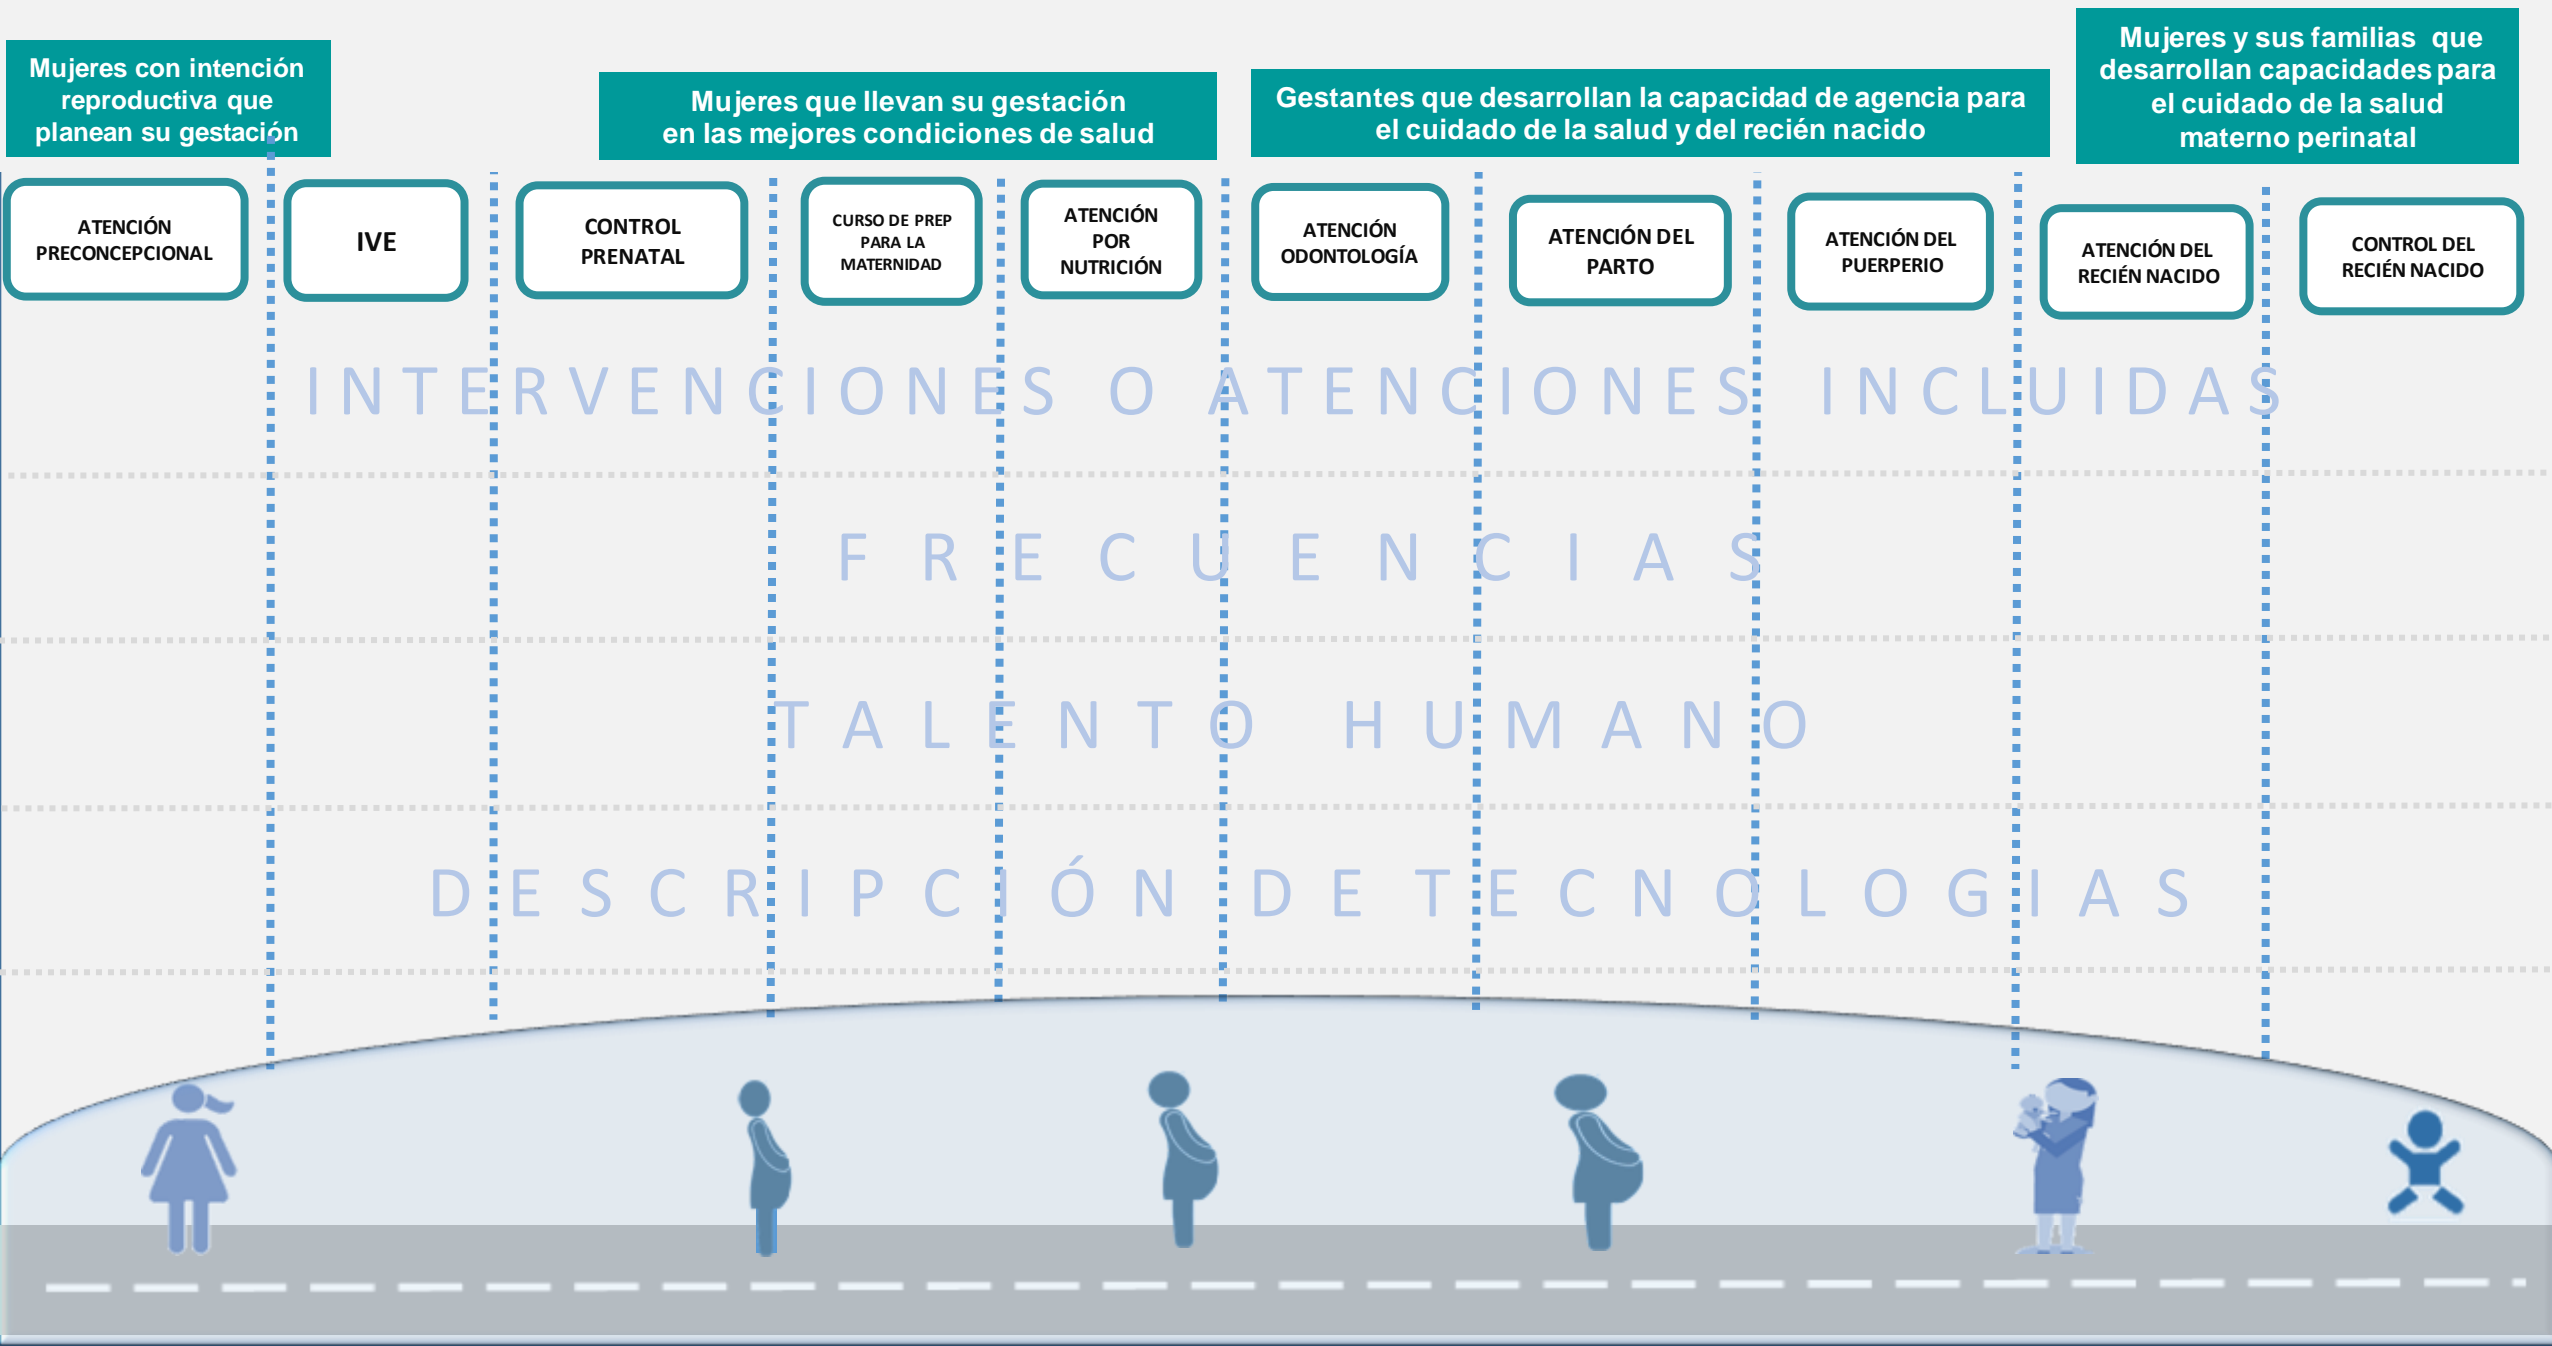 Mujeres con intención
reproductiva que
planean su gestación
Mujeres que llevan su gestación
en las mejores condiciones de salud
Gestantes que desarrollan la capacidad de agencia para
el cuidado de la salud y del recién nacido
Mujeres y sus familias que
desarrollan capacidades para
el cuidado de la salud
materno perinatal
ATENCIÓN
PRECONCEPCIONAL
IVE
CONTROL
PRENATAL
CURSO DE PREP
PARA LA
MATERNIDAD
ATENCIÓN
POR
NUTRICIÓN
ATENCIÓN
ODONTOLOGÍA
ATENCIÓN DEL
PARTO
ATENCIÓN DEL
PUERPERIO
ATENCIÓN DEL
RECIÉN NACIDO
CONTROL DEL
RECIÉN NACIDO
INTERVENCIONES O ATENCIONES INCLUIDAS
FRECUENCIAS
TALENTO HUMANO
DESCRIPCIÓN DE TECNOLOGIAS